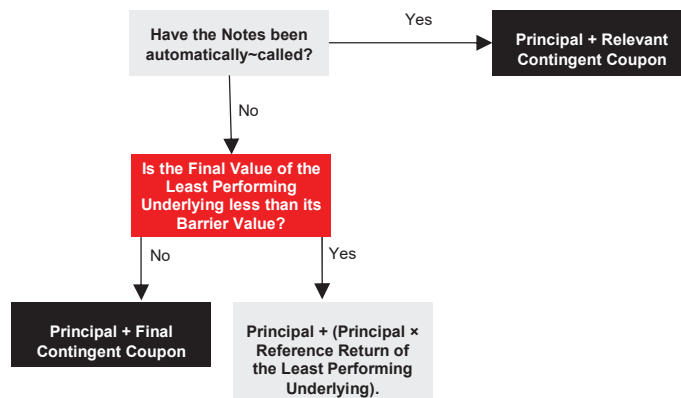 Have the Notes been
automatically~called?
Yes
Principal + Relevant
Contingent Coupon
No
Is the Final Value of the
Least Performing
Underlying less than its
Barrier Value?
No
Yes
Principal + Final
Contingent Coupon
Principal + (Principal ×
Reference Return of
the Least Performing
Underlying).